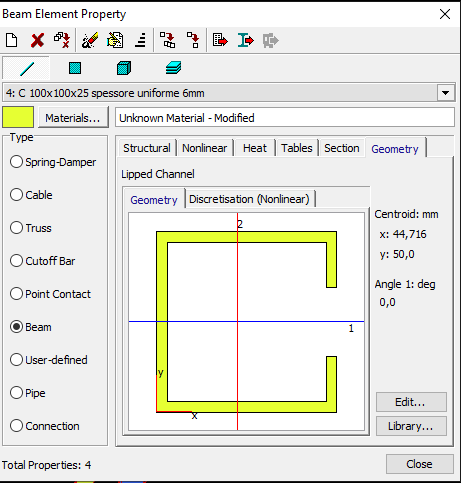 Beam Element Property
4: C 100x100x25 spessore uniforme 6mm
Materials...
Unknown Material - Modified
Type
Spring-Damper
Cable
Truss
Cutoff Bar
Point Contact
Beam
User-defined
Pipe
Connection
Structural Nonlinear Heat Tables Section Geometry
Lipped Channel
Geometry Discretisation (Nonlinear)
2
1
y
x
Centroid: mm
x: 44,716
y: 50,0
Angle 1: deg
0,0
Edit...
Library...
Total Properties: 4
Close